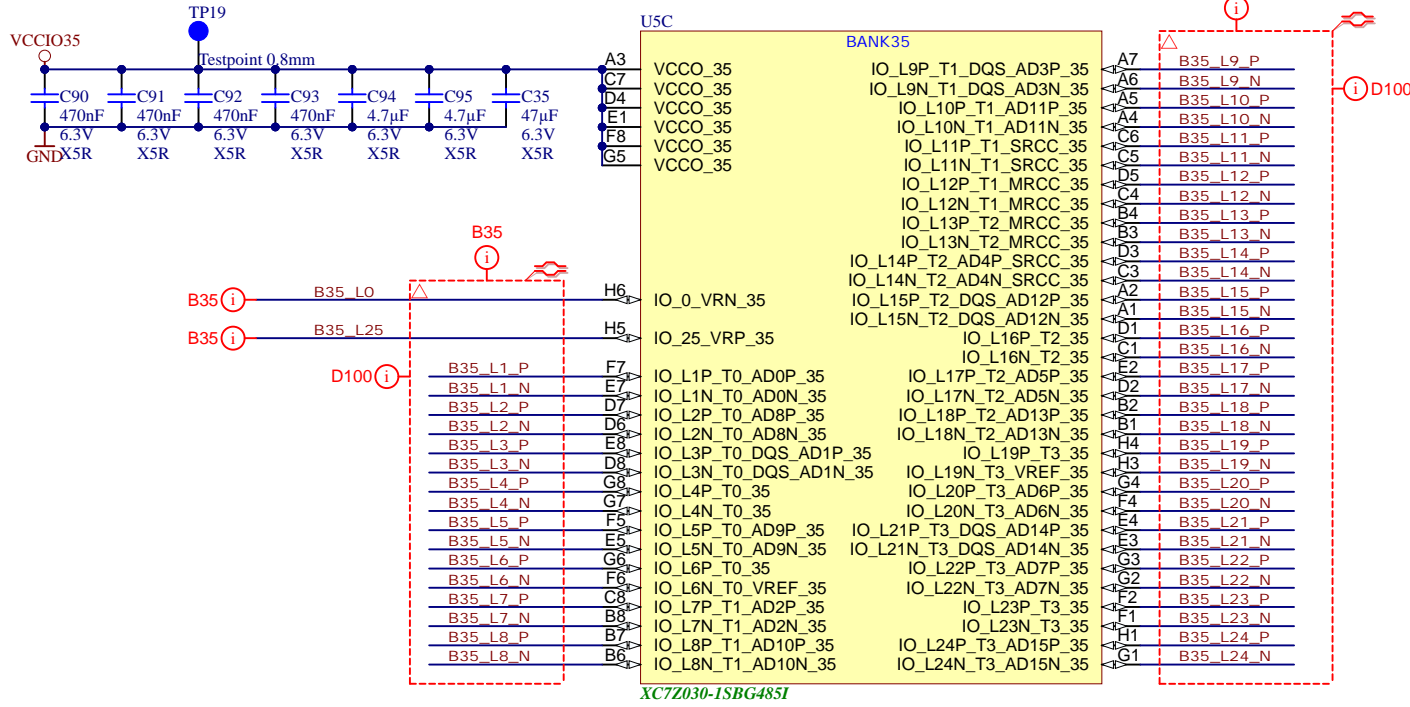 TP19
VCCIO35
Testpoint 0.8mm
C90 C91 C92 C93 C94 C95 C35
470nF 470nF 470nF 470nF 4.7µF 4.7µF 47µF
6.3V 6.3V 6.3V 6.3V 6.3V 6.3V 6.3V
X5R X5R X5R X5R X5R X5R X5R
GND
U5C
BANK35
A3 VCCO_35
C7 VCCO_35
D4 VCCO_35
E1 VCCO_35
F8 VCCO_35
G5 VCCO_35
B35 i
B35 i B35_L0 H6 IO_0_VRN_35
B35 i B35_L25 H5 IO_25_VRP_35
D100 i
B35_L1_P F7 IO_L1P_T0_AD0P_35
B35_L1_N E7 IO_L1N_T0_AD0N_35
B35_L2_P D7 IO_L2P_T0_AD8P_35
B35_L2_N D6 IO_L2N_T0_AD8N_35
B35_L3_P E8 IO_L3P_T0_DQS_AD1P_35
B35_L3_N D8 IO_L3N_T0_DQS_AD1N_35
B35_L4_P G8 IO_L4P_T0_35
B35_L4_N G7 IO_L4N_T0_35
B35_L5_P F5 IO_L5P_T0_AD9P_35
B35_L5_N E5 IO_L5N_T0_AD9N_35
B35_L6_P G6 IO_L6P_T0_35
B35_L6_N F6 IO_L6N_T0_VREF_35
B35_L7_P C8 IO_L7P_T1_AD2P_35
B35_L7_N B8 IO_L7N_T1_AD2N_35
B35_L8_P B7 IO_L8P_T1_AD10P_35
B35_L8_N B6 IO_L8N_T1_AD10N_35
i
i D100
IO_L9P_T1_DQS_AD3P_35 A7 B35_L9_P
IO_L9N_T1_DQS_AD3N_35 A6 B35_L9_N
IO_L10P_T1_AD11P_35 A5 B35_L10_P
IO_L10N_T1_AD11N_35 A4 B35_L10_N
IO_L11P_T1_SRCC_35 C6 B35_L11_P
IO_L11N_T1_SRCC_35 C5 B35_L11_N
IO_L12P_T1_MRCC_35 D5 B35_L12_P
IO_L12N_T1_MRCC_35 C4 B35_L12_N
IO_L13P_T2_MRCC_35 B4 B35_L13_P
IO_L13N_T2_MRCC_35 B3 B35_L13_N
IO_L14P_T2_AD4P_SRCC_35 D3 B35_L14_P
IO_L14N_T2_AD4N_SRCC_35 C3 B35_L14_N
IO_L15P_T2_DQS_AD12P_35 A2 B35_L15_P
IO_L15N_T2_DQS_AD12N_35 A1 B35_L15_N
IO_L16P_T2_35 D1 B35_L16_P
IO_L16N_T2_35 C1 B35_L16_N
IO_L17P_T2_AD5P_35 E2 B35_L17_P
IO_L17N_T2_AD5N_35 D2 B35_L17_N
IO_L18P_T2_AD13P_35 B2 B35_L18_P
IO_L18N_T2_AD13N_35 B1 B35_L18_N
IO_L19P_T3_35 H4 B35_L19_P
IO_L19N_T3_VREF_35 H3 B35_L19_N
IO_L20P_T3_AD6P_35 G4 B35_L20_P
IO_L20N_T3_AD6N_35 F4 B35_L20_N
IO_L21P_T3_DQS_AD14P_35 E4 B35_L21_P
IO_L21N_T3_DQS_AD14N_35 E3 B35_L21_N
IO_L22P_T3_AD7P_35 G3 B35_L22_P
IO_L22N_T3_AD7N_35 G2 B35_L22_N
IO_L23P_T3_35 F2 B35_L23_P
IO_L23N_T3_35 F1 B35_L23_N
IO_L24P_T3_AD15P_35 H1 B35_L24_P
IO_L24N_T3_AD15N_35 G1 B35_L24_N
XC7Z030-1SBG485I